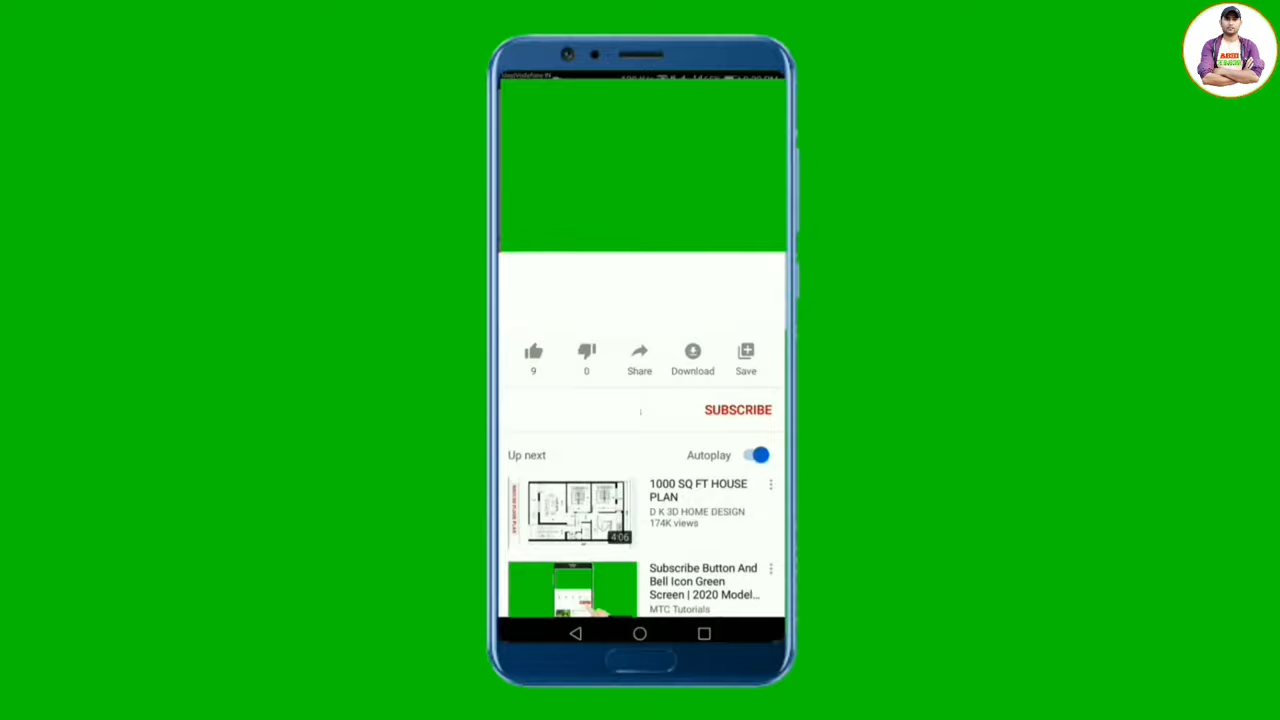 9
0
Share
Download
Save
SUBSCRIBE
Up next
Autoplay
1000 SQ FT HOUSE
PLAN
D K 3D HOME DESIGN
174K views
4:06
Subscribe Button And
Bell Icon Green
Screen | 2020 Model...
MTC Tutorials